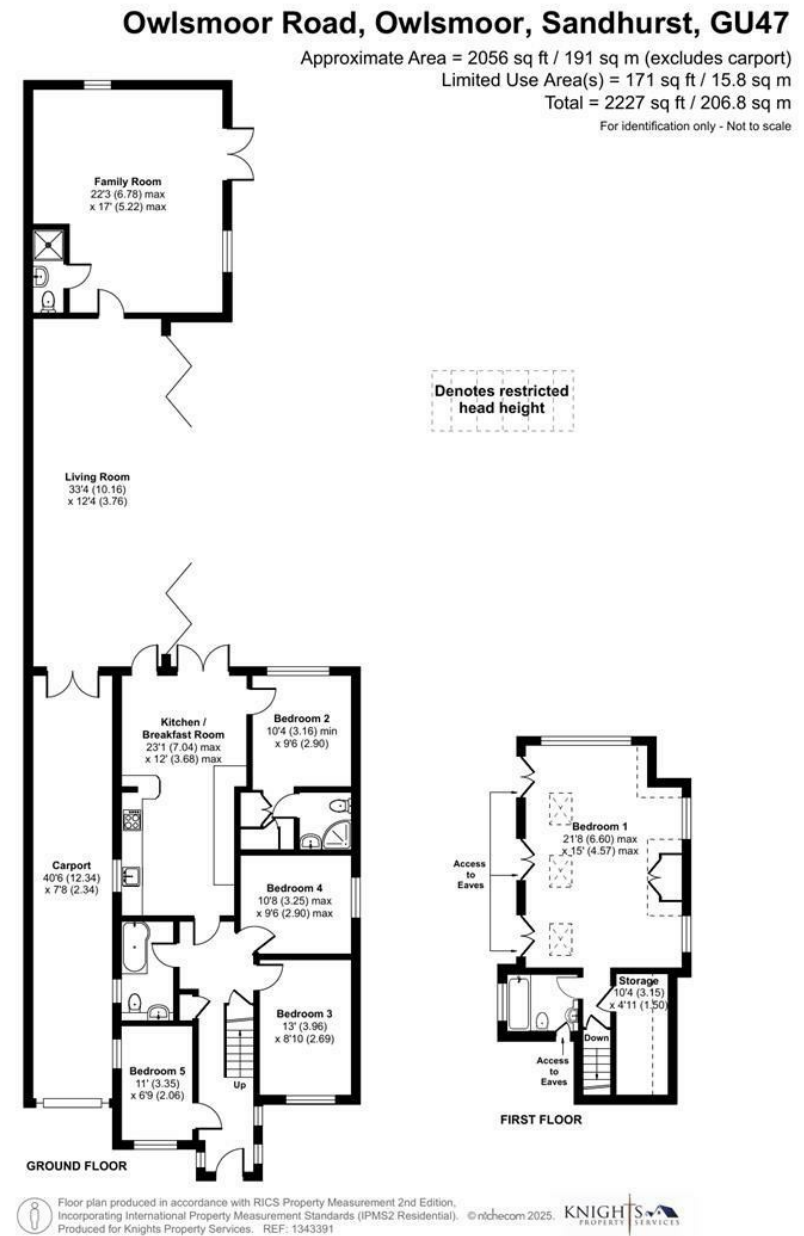 Owlsmoor Road, Owlsmoor, Sandhurst, GU47
Approximate Area = 2056 sq ft / 191 sq m (excludes carport)
Limited Use Area(s) = 171 sq ft / 15.8 sq m
Total = 2227 sq ft / 206.8 sq m
For identification only - Not to scale
Family Room
22'3 (6.78) max
x 17' (5.22) max
Denotes restricted
head height
Living Room
33'4 (10.16)
x 12'4 (3.76)
Kitchen /
Breakfast Room
23'1 (7.04) max
x 12' (3.68) max
Bedroom 2
10'4 (3.16) min
x 9'6 (2.90)
Carport
40'6 (12.34)
x 7'8 (2.34)
Bedroom 4
10'8 (3.25) max
x 9'6 (2.90) max
Bedroom 3
13' (3.96)
x 8'10 (2.69)
Bedroom 5
11' (3.35)
x 6'9 (2.06)
Up
GROUND FLOOR
Bedroom 1
21'8 (6.60) max
x 15' (4.57) max
Access
to
Eaves
Storage
10'4 (3.15)
x 4'11 (1.50)
Down
Access
to
Eaves
FIRST FLOOR
Floor plan produced in accordance with RICS Property Measurement 2nd Edition,
Incorporating International Property Measurement Standards (IPMS2 Residential). ©ntchecom 2025.
Produced for Knights Property Services. REF: 1343391
KNIGHTS
PROPERTY SERVICES